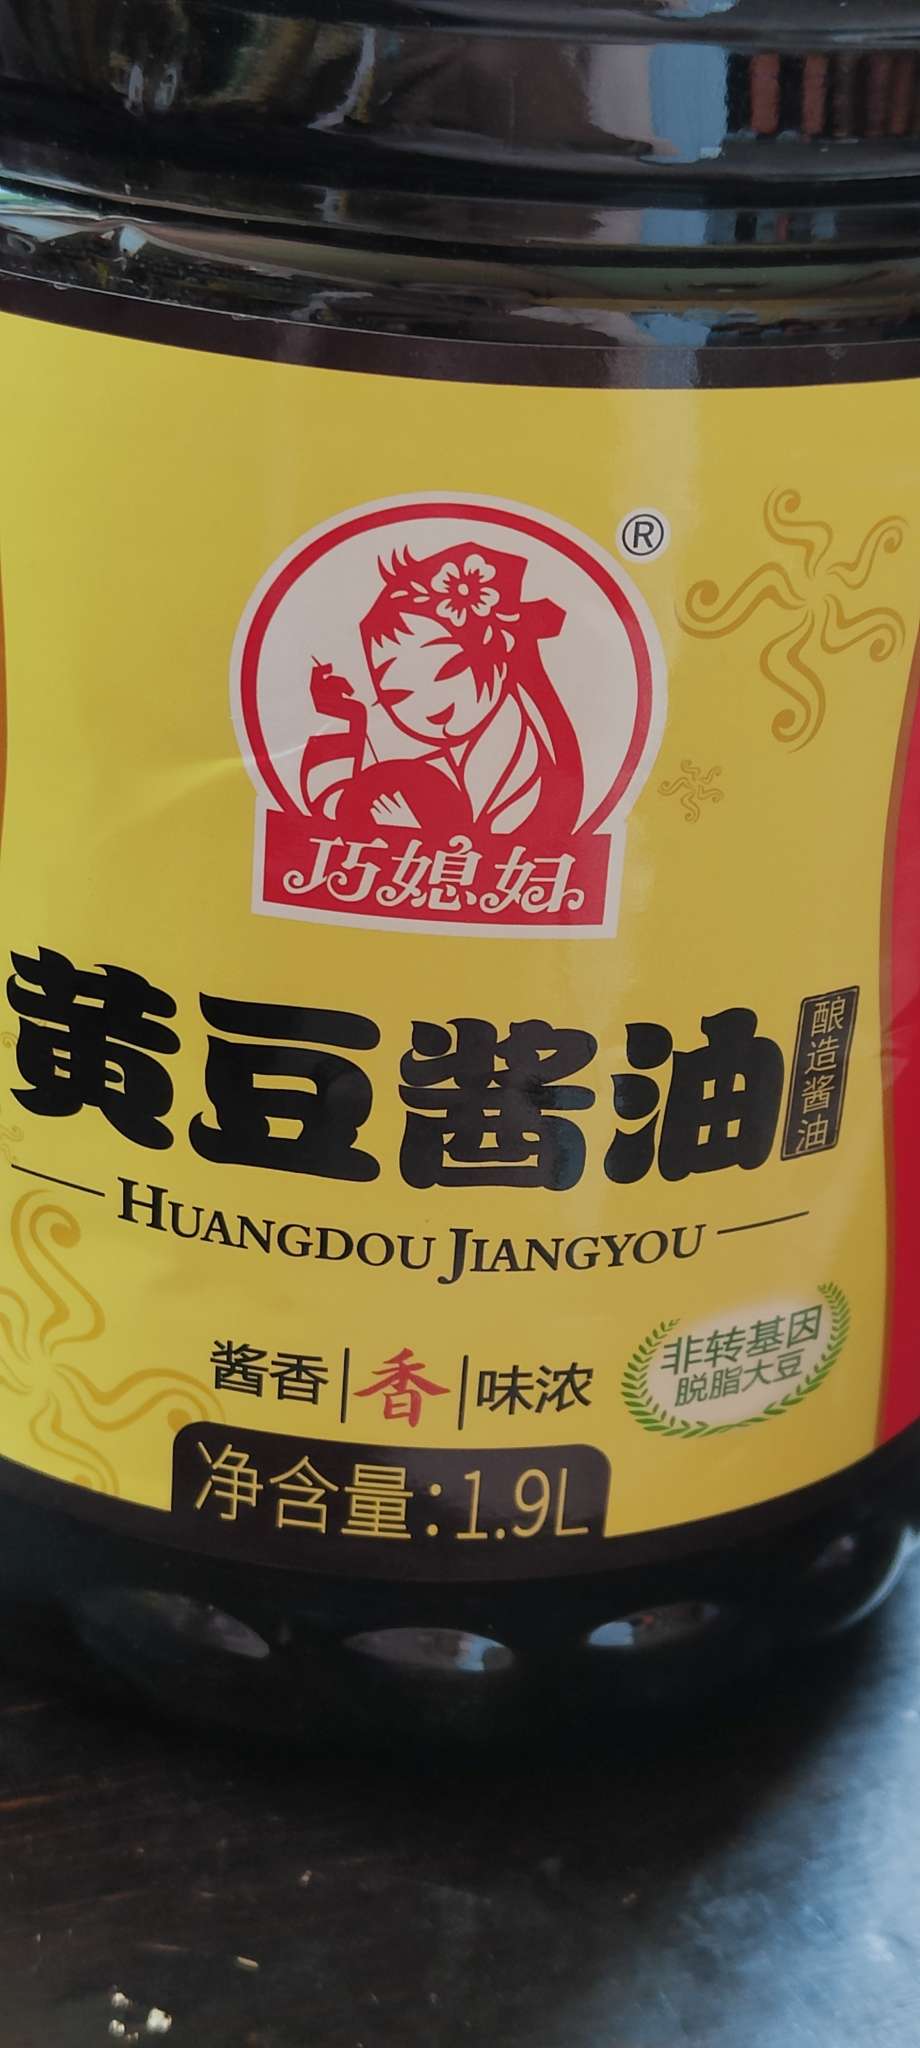 ®
巧媳妇
黄豆酱油
酿造酱油
HUANGDOU JIANGYOU
酱香|香|味浓
非转基因
脱脂大豆
净含量:1.9L